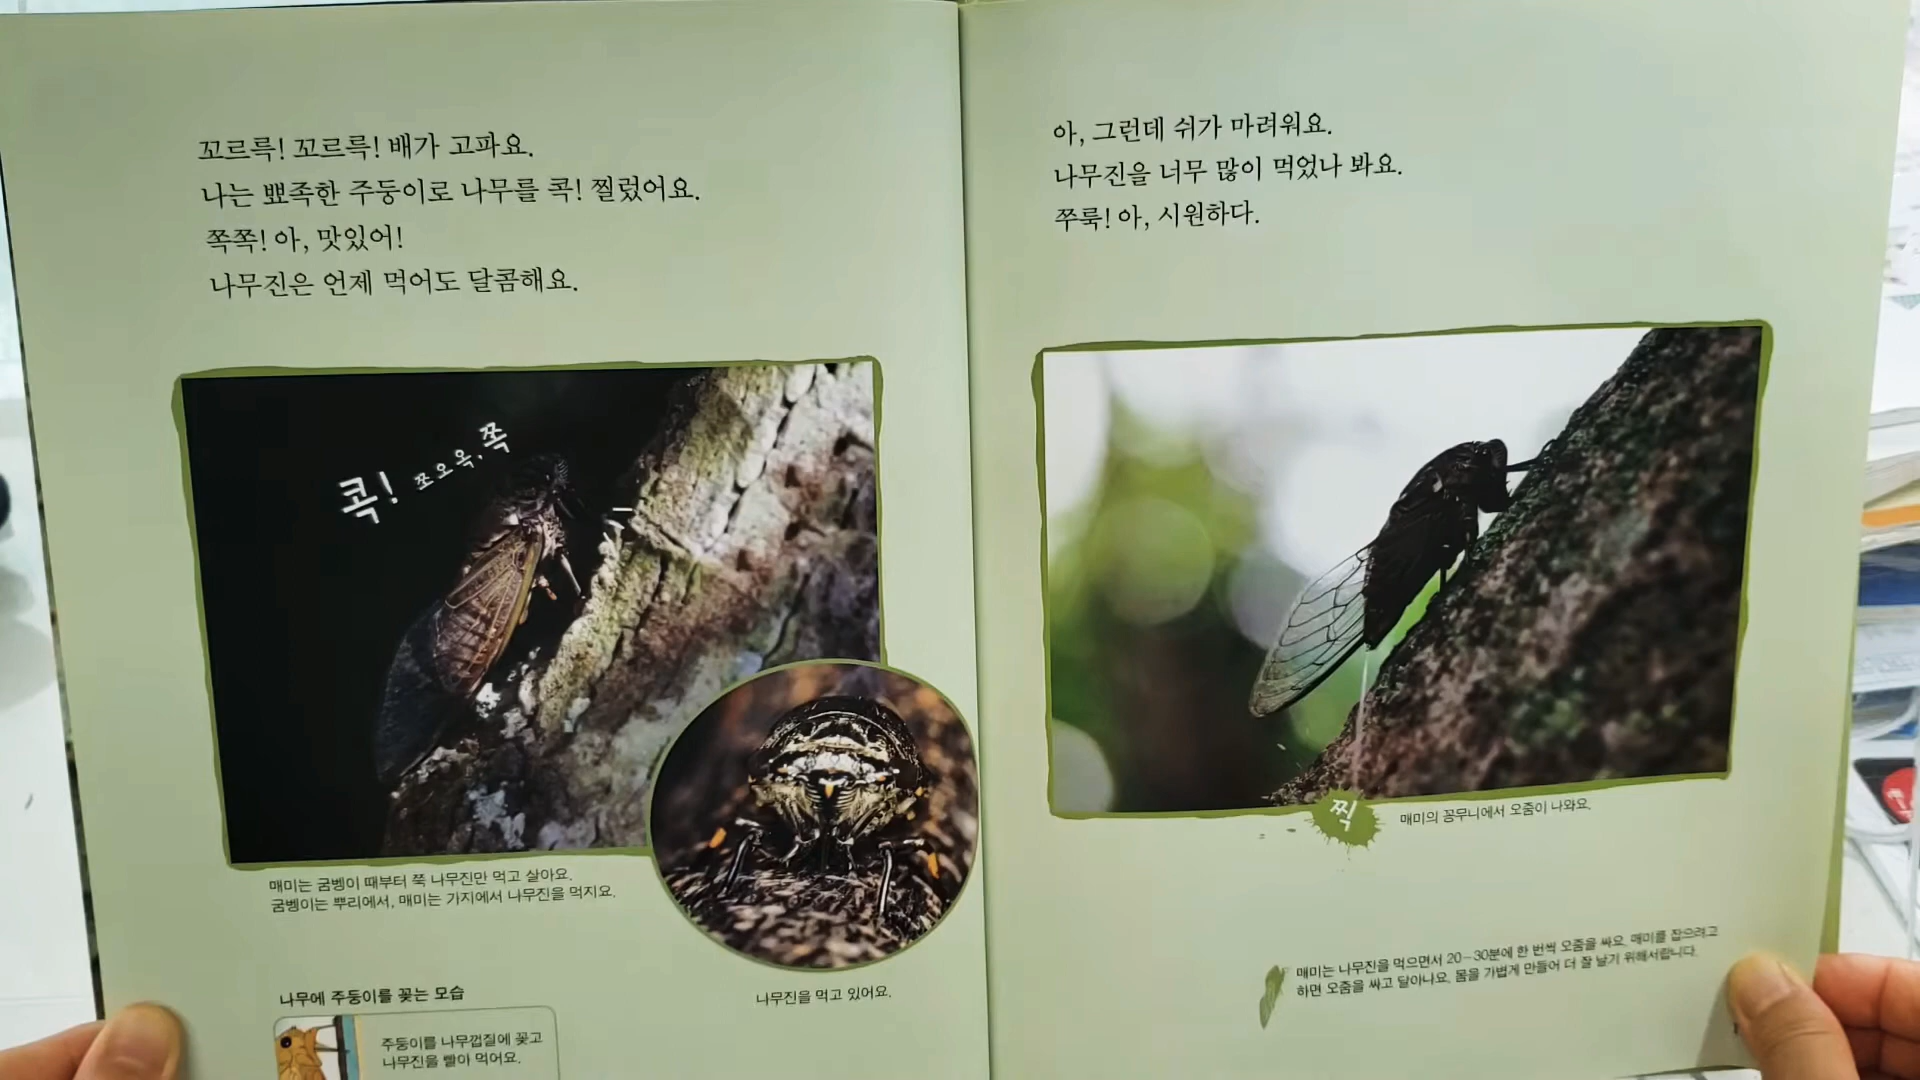 꼬르륵! 꼬르륵! 배가 고파요.
나는 뾰족한 주둥이로 나무를 콕! 찔렀어요.
쪽쪽! 아, 맛있어!
나무진은 언제 먹어도 달콤해요.
콕! 쪼오옥, 쪽
매미는 굼벵이 때부터 쭉 나무진만 먹고 살아요.
굼벵이는 뿌리에서, 매미는 가지에서 나무진을 먹지요.
나무에 주둥이를 꽂는 모습
주둥이를 나무껍질에 꽂고
나무진을 빨아 먹어요.
나무진을 먹고 있어요.
아, 그런데 쉬가 마려워요.
나무진을 너무 많이 먹었나 봐요.
쭈룩! 아, 시원하다.
찍
매미의 꽁무니에서 오줌이 나와요.
매미는 나무진을 먹으면서 20~30분에 한 번씩 오줌을 싸요. 매미를 잡으려고
하면 오줌을 싸고 달아나요. 몸을 가볍게 만들어 더 잘 날기 위해서랍니다.